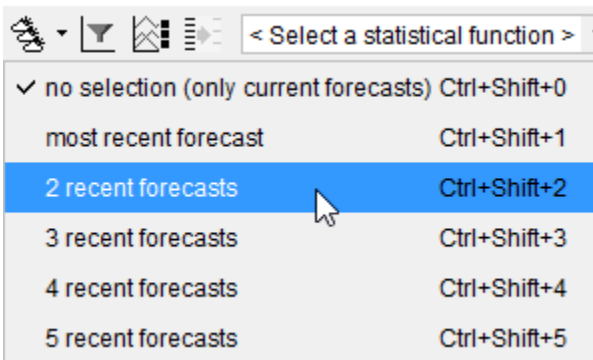 < Select a statistical function >
no selection (only current forecasts) Ctrl+Shift+0
most recent forecast Ctrl+Shift+1
2 recent forecasts Ctrl+Shift+2
3 recent forecasts Ctrl+Shift+3
4 recent forecasts Ctrl+Shift+4
5 recent forecasts Ctrl+Shift+5